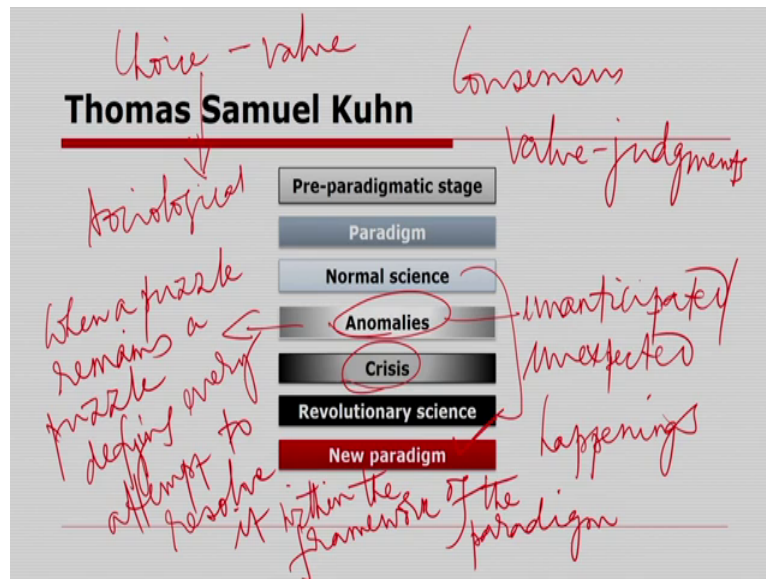 Choice - value
Consensus
Thomas Samuel Kuhn
value-judgments
Sociological
Pre-paradigmatic stage
Paradigm
Normal science
Anomalies
Crisis
Revolutionary science
New paradigm
When a puzzle
remains a
puzzle
defying every
attempt to
resolve
it within the
framework of the
paradigm
unanticipated/
unexpected
happenings